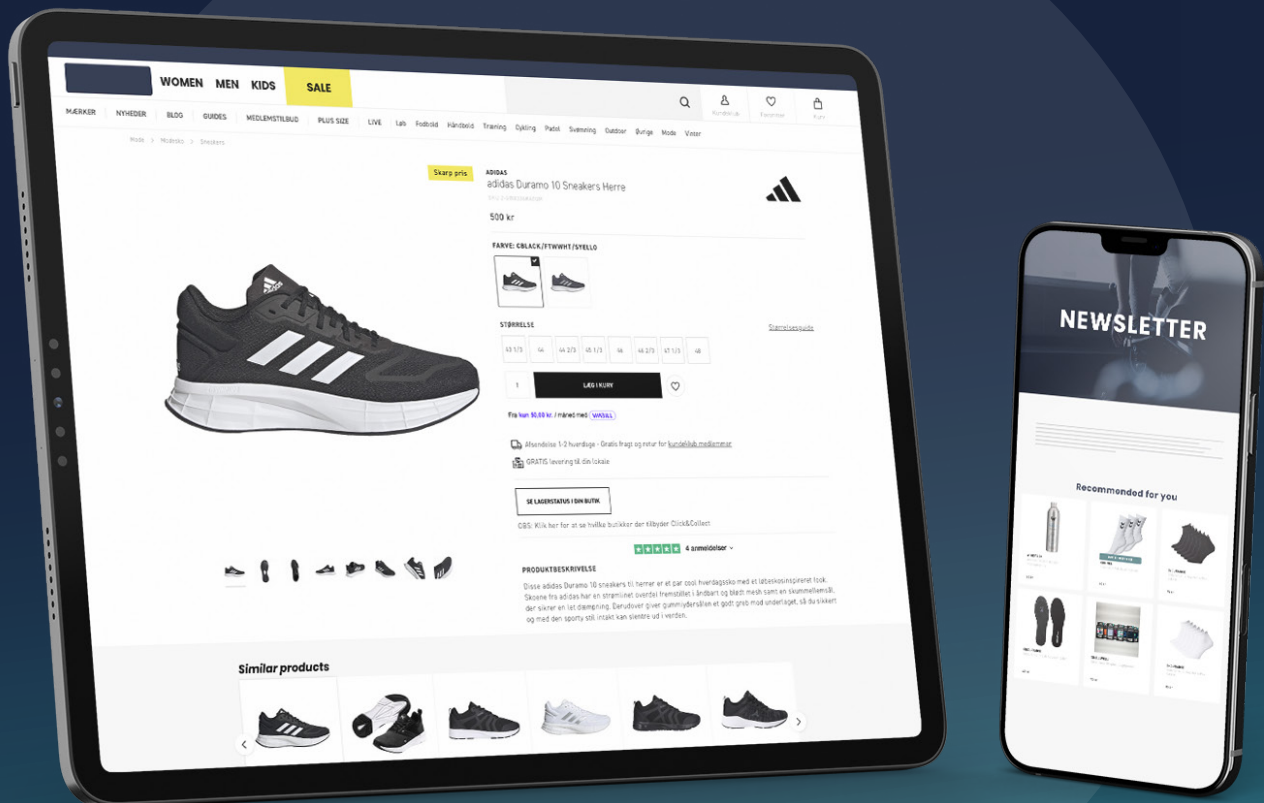 WOMEN MEN KIDS SALE
Kundeklub Favoritter Kurv
MÆRKER NYHEDER BLOG GUIDES MEDLEMSTILBUD PLUS SIZE LIVE Løb Fodbold Håndbold Træning Cykling Padel Svømning Outdoor Øvrige Mode Vinter
Mode > Modesko > Sneakers
Skarp pris
ADIDAS
adidas Duramo 10 Sneakers Herre
500 kr
FARVE: CBLACK/FTWWHT/SYELLO
adidas
STØRRELSE
Størrelsesguide
43 1/3 44 44 2/3 45 1/3 46 46 2/3 47 1/3 48
1 LÆG I KURV
Fra kun 50,00 kr. / måned med ViABILL
Afsendelse 1-2 hverdage - Gratis fragt og retur for kundeklub medlemmer
GRATIS levering til din lokale
SE LAGERSTATUS I DIN BUTIK
OBS: Klik her for at se hvilke butikker der tilbyder Click&Collect
4 anmeldelser
PRODUKTBESKRIVELSE
Disse adidas Duramo 10 sneakers til herrer er et par cool hverdagssko med et løbeskosinspireret look.
Skoene fra adidas har en strømlinet overdel fremstillet i åndbart og blødt mesh samt en skummellemsål,
der sikrer en let dæmpning. Derudover giver gummiydersålen et godt greb mod underlaget, så du sikkert
og med den sporty stil intakt kan slentre ud i verden.
Similar products
NEWSLETTER
Recommended for you